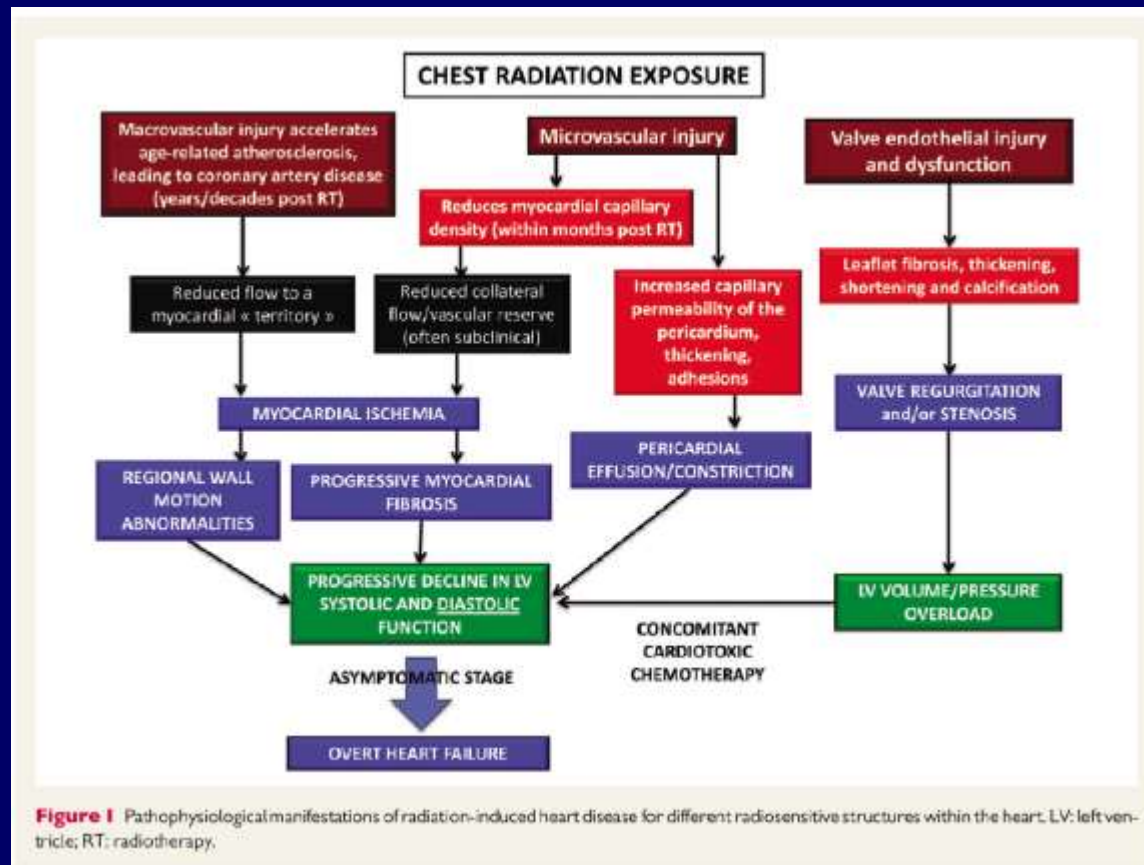 CHEST RADIATION EXPOSURE
Macrovascular injury accelerates
age-related atherosclerosis,
leading to coronary artery disease
(years/decades post RT)
Microvascular injury
Valve endothelial injury
and dysfunction
Reduces myocardial capillary
density (within months post RT)
Reduced flow to a
myocardial « territory »
Reduced collateral
flow/vascular reserve
(often subclinical)
Increased capillary
permeability of the
pericardium,
thickening,
adhesions
Leaflet fibrosis, thickening,
shortening and calcification
MYOCARDIAL ISCHEMIA
VALVE REGURGITATION
and/or STENOSIS
REGIONAL WALL
MOTION
ABNORMALITIES
PROGRESSIVE MYOCARDIAL
FIBROSIS
PERICARDIAL
EFFUSION/CONSTRICTION
PROGRESSIVE DECLINE IN LV
SYSTOLIC AND DIASTOLIC
FUNCTION
LV VOLUME/PRESSURE
OVERLOAD
CONCOMITANT
CARDIOTOXIC
CHEMOTHERAPY
ASYMPTOMATIC STAGE
OVERT HEART FAILURE
Figure 1 Pathophysiological manifestations of radiation-induced heart disease for different radiosensitive structures within the heart. LV: left ven-
tricle; RT: radiotherapy.